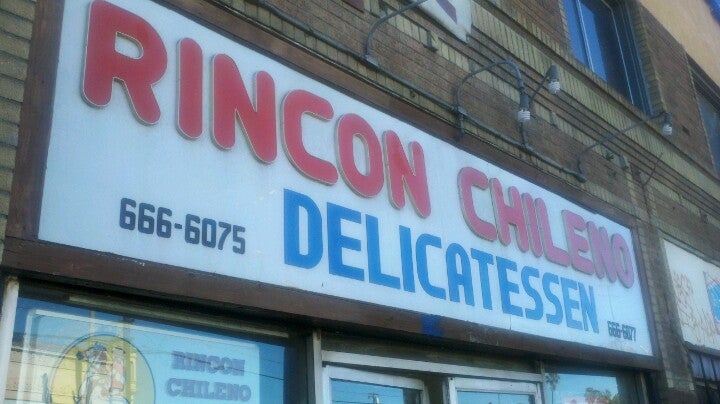 RINCON CHILENO
666-6075 DELICATESSEN 666-6077
RINCON
CHILENO